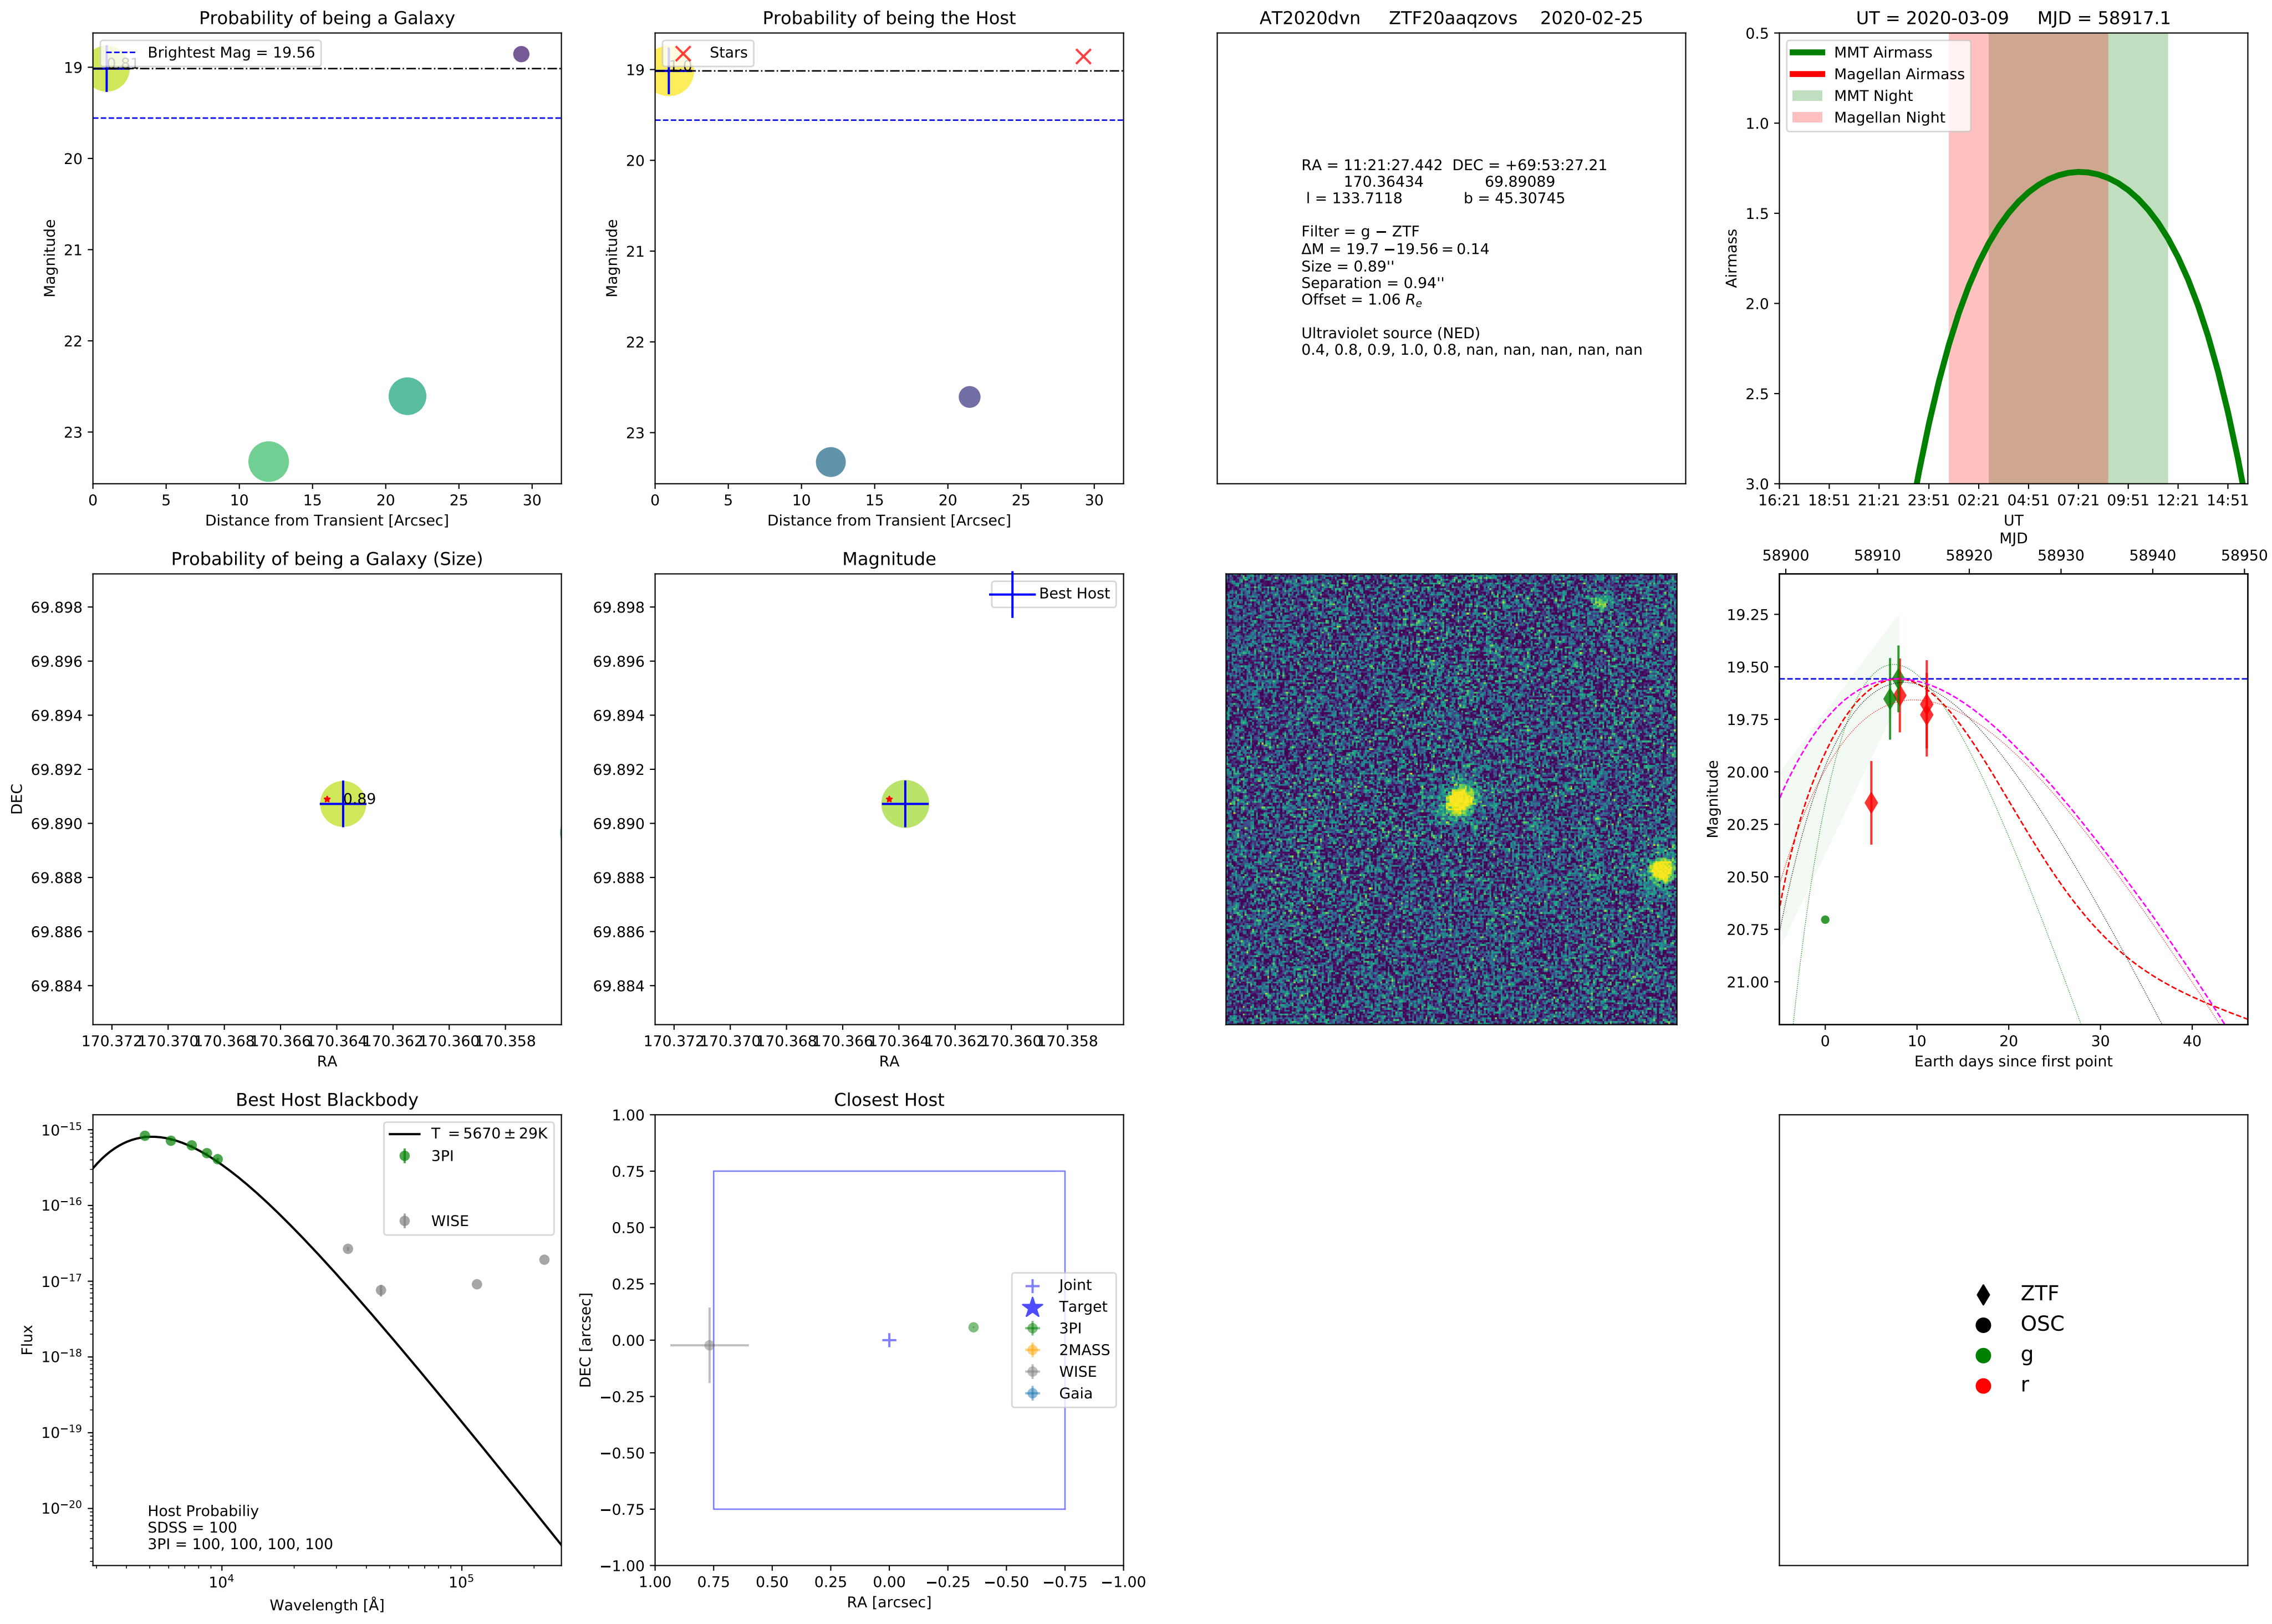 Probability of being a Galaxy
Brightest Mag = 19.56
0.81
19
20
21
22
23
Magnitude
0 5 10 15 20 25 30
Distance from Transient [Arcsec]
Probability of being the Host
Stars
19
20
21
22
23
Magnitude
0 5 10 15 20 25 30
Distance from Transient [Arcsec]
AT2020dvn ZTF20aaqzovs 2020-02-25
RA = 11:21:27.442 DEC = +69:53:27.21
170.36434 69.89089
l = 133.7118 b = 45.30745
Filter = g − ZTF
ΔM = 19.7 −19.56 = 0.14
Size = 0.89''
Separation = 0.94''
Offset = 1.06 Re
Ultraviolet source (NED)
0.4, 0.8, 0.9, 1.0, 0.8, nan, nan, nan, nan, nan
UT = 2020-03-09 MJD = 58917.1
MMT Airmass
Magellan Airmass
MMT Night
Magellan Night
0.5
1.0
1.5
2.0
2.5
3.0
Airmass
16:21 18:51 21:21 23:51 02:21 04:51 07:21 09:51 12:21 14:51
UT
Probability of being a Galaxy (Size)
0.89
69.898
69.896
69.894
69.892
69.890
69.888
69.886
69.884
DEC
170.372 170.370 170.368 170.366 170.364 170.362 170.360 170.358
RA
Magnitude
Best Host
69.898
69.896
69.894
69.892
69.890
69.888
69.886
69.884
170.372 170.370 170.368 170.366 170.364 170.362 170.360 170.358
RA
MJD
58900 58910 58920 58930 58940 58950
19.25
19.50
19.75
20.00
20.25
20.50
20.75
21.00
Magnitude
0 10 20 30 40
Earth days since first point
Best Host Blackbody
T = 5670 ± 29K
3PI
WISE
10−15
10−16
10−17
10−18
10−19
10−20
Flux
Host Probabiliy
SDSS = 100
3PI = 100, 100, 100, 100
104 105
Wavelength [Å]
Closest Host
Joint
Target
3PI
2MASS
WISE
Gaia
1.00
0.75
0.50
0.25
0.00
−0.25
−0.50
−0.75
−1.00
DEC [arcsec]
1.00 0.75 0.50 0.25 0.00 −0.25 −0.50 −0.75 −1.00
RA [arcsec]
ZTF
OSC
g
r